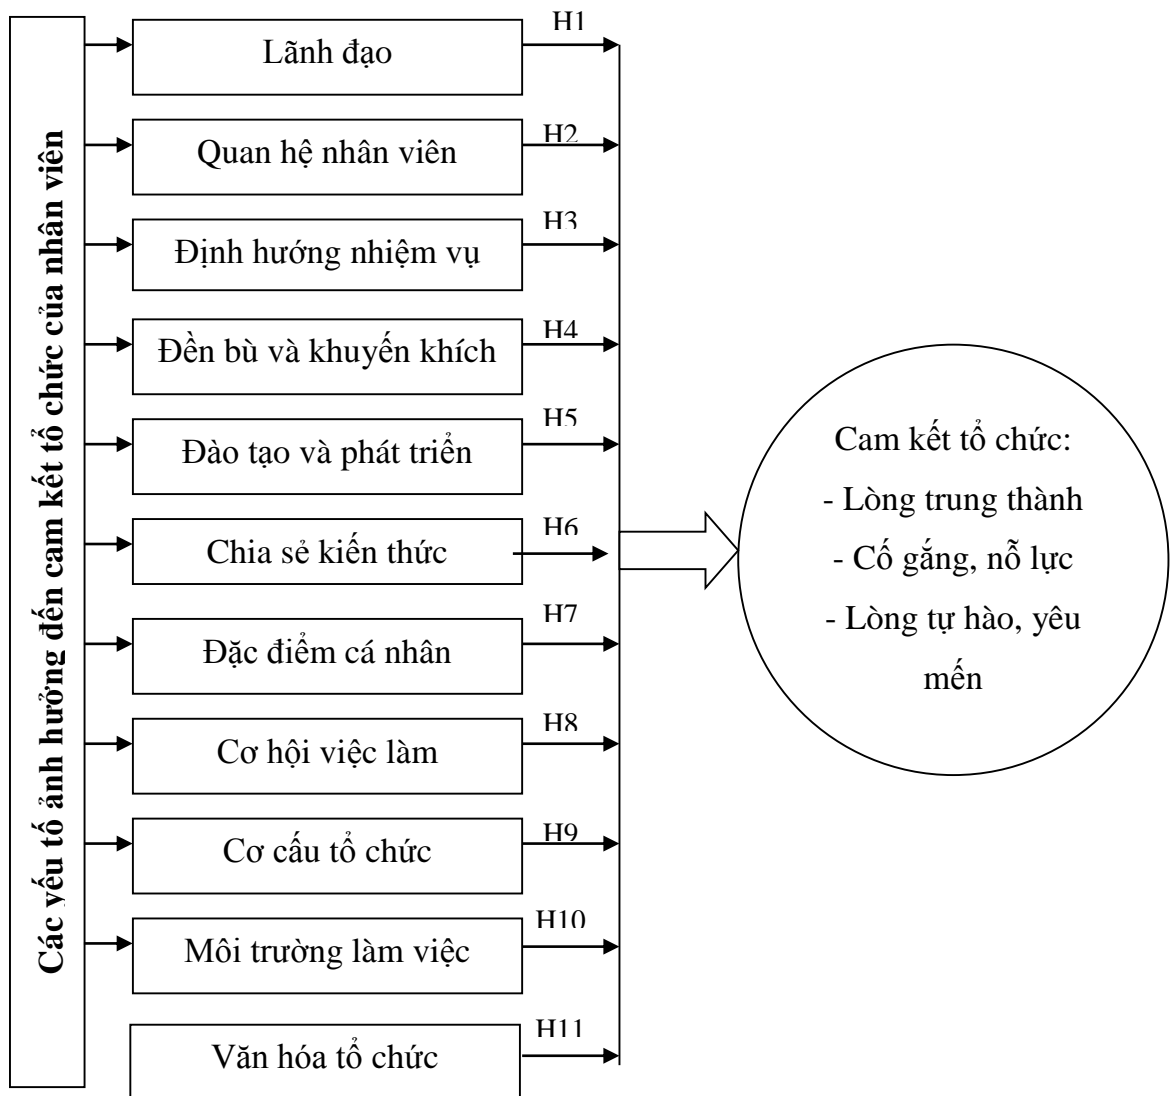 Các yếu tố ảnh hưởng đến cam kết tổ chức của nhân viên
Lãnh đạo
H1
Quan hệ nhân viên
H2
Định hướng nhiệm vụ
H3
Đền bù và khuyến khích
H4
Đào tạo và phát triển
H5
Chia sẻ kiến thức
H6
Đặc điểm cá nhân
H7
Cơ hội việc làm
H8
Cơ cấu tổ chức
H9
Môi trường làm việc
H10
Văn hóa tổ chức
H11
Cam kết tổ chức:
- Lòng trung thành
- Cố gắng, nỗ lực
- Lòng tự hào, yêu
mến